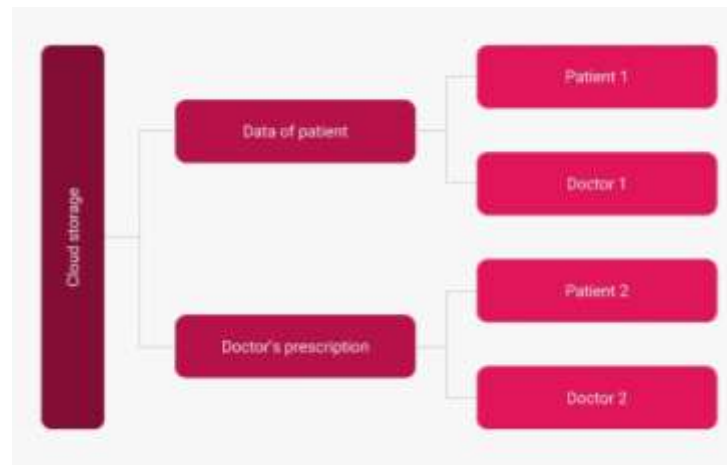 Cloud storage
Data of patient
Patient 1
Doctor 1
Doctor's prescription
Patient 2
Doctor 2